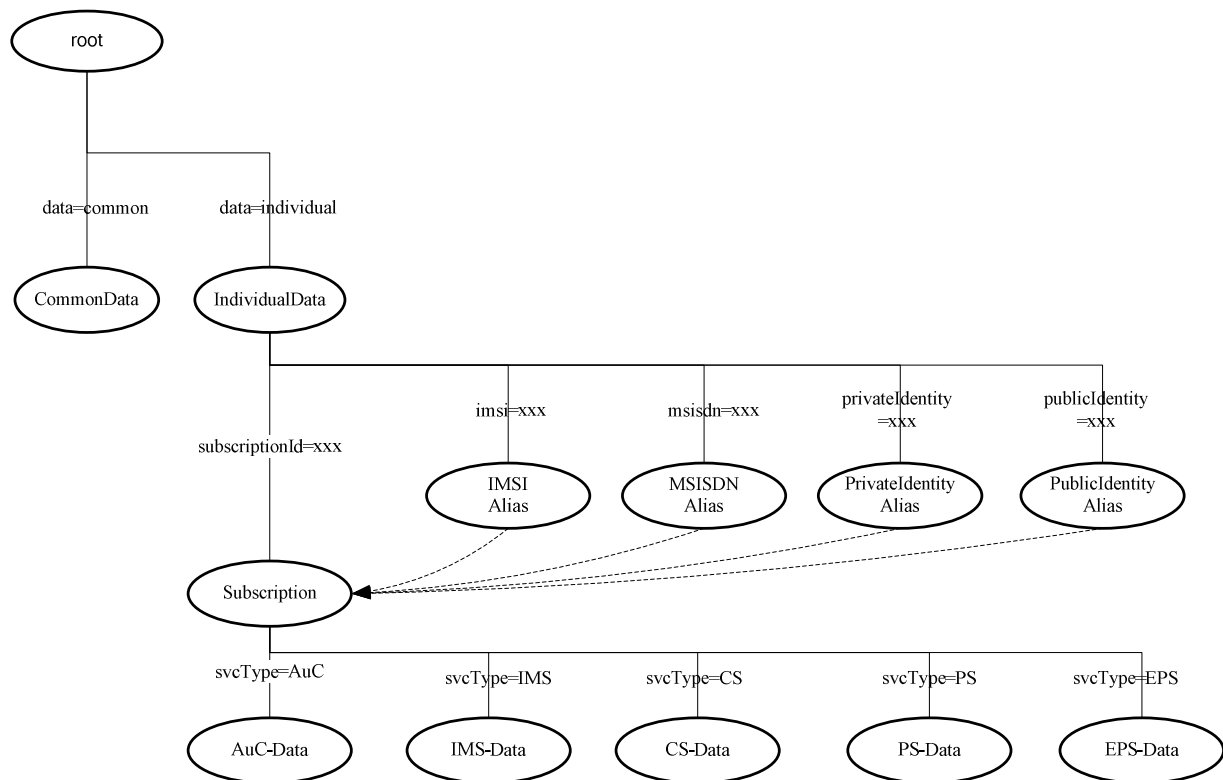 root
data=common
data=individual
CommonData
IndividualData
imsi=xxx
msisdn=xxx
privateIdentity
=xxx
publicIdentity
=xxx
subscriptionId=xxx
IMSI
Alias
MSISDN
Alias
PrivateIdentity
Alias
PublicIdentity
Alias
Subscription
svcType=AuC
svcType=IMS
svcType=CS
svcType=PS
svcType=EPS
AuC-Data
IMS-Data
CS-Data
PS-Data
EPS-Data